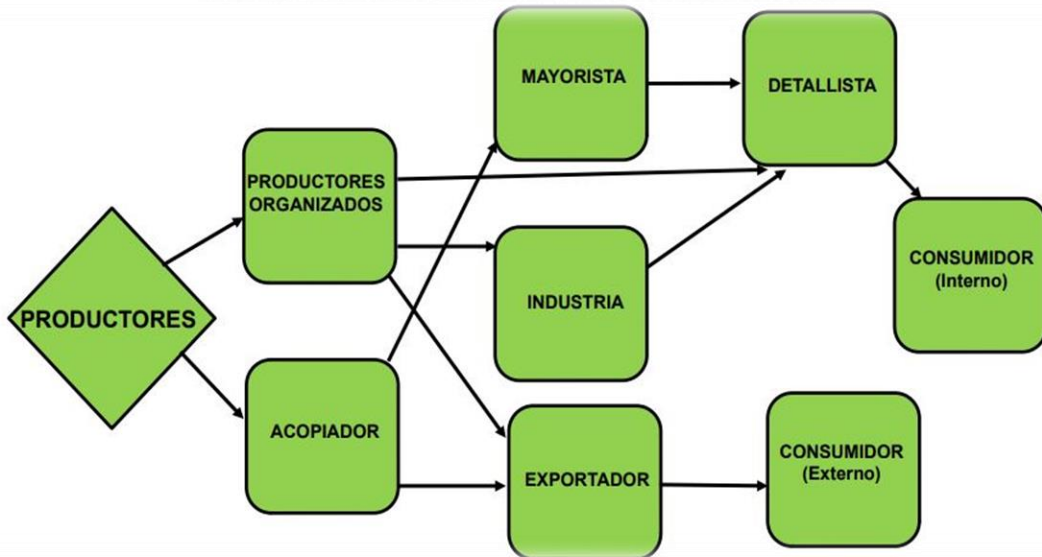 MAYORISTA
DETALLISTA
PRODUCTORES
ORGANIZADOS
CONSUMIDOR
(Interno)
INDUSTRIA
PRODUCTORES
ACOPIADOR
CONSUMIDOR
(Externo)
EXPORTADOR